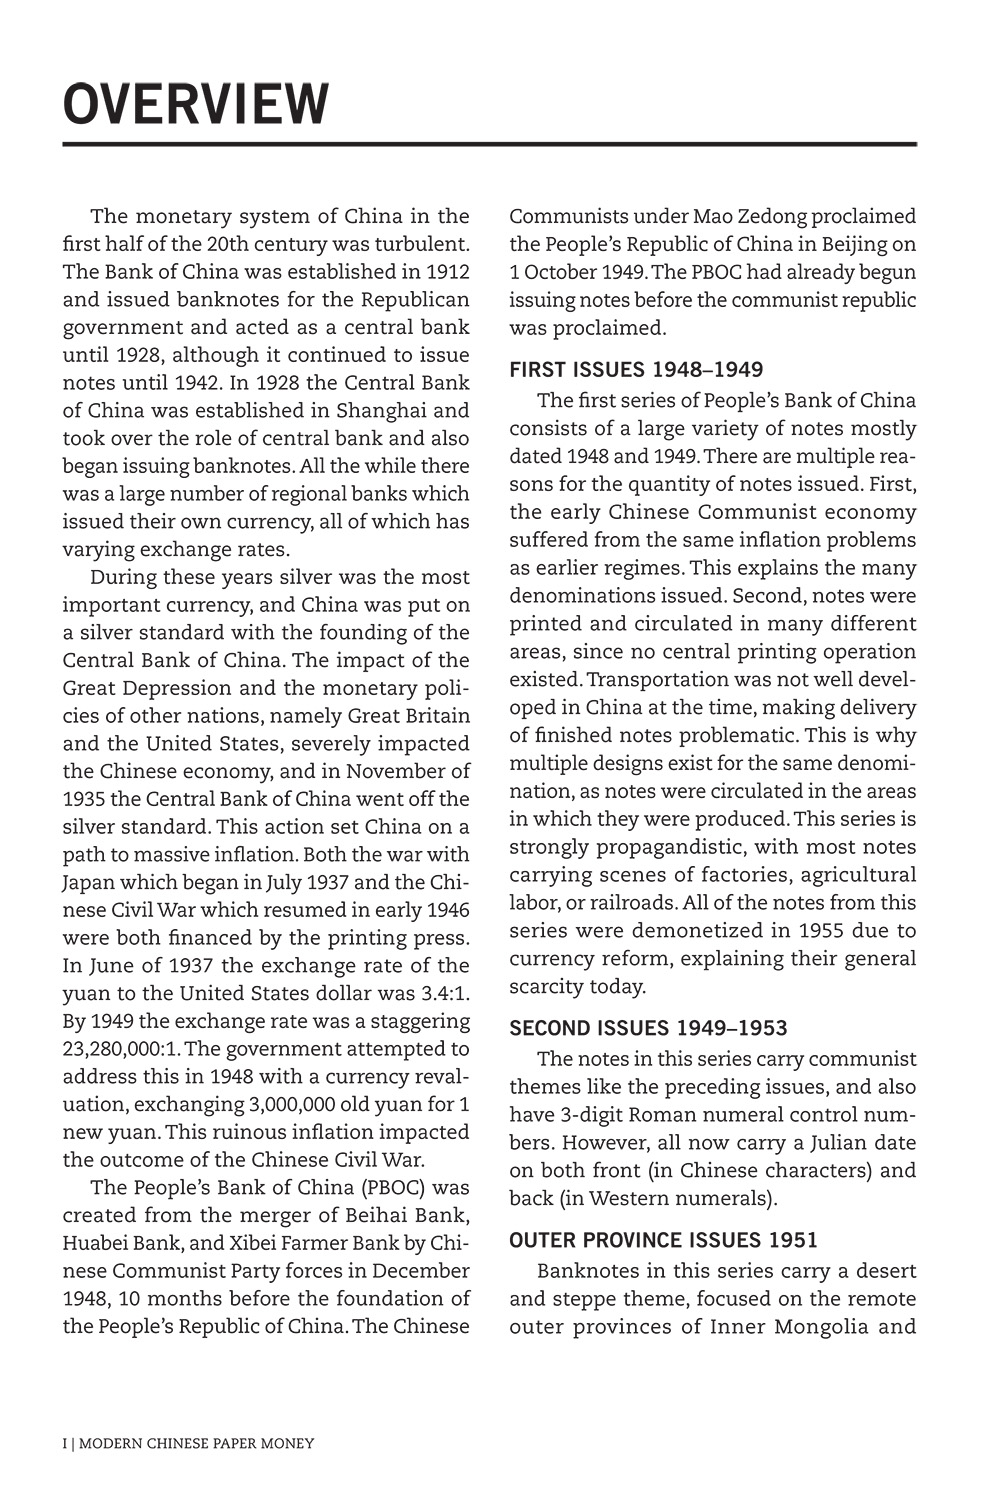 OVERVIEW
The monetary system of China in the
first half of the 20th century was turbulent.
The Bank of China was established in 1912
and issued banknotes for the Republican
government and acted as a central bank
until 1928, although it continued to issue
notes until 1942. In 1928 the Central Bank
of China was established in Shanghai and
took over the role of central bank and also
began issuing banknotes. All the while there
was a large number of regional banks which
issued their own currency, all of which has
varying exchange rates.
During these years silver was the most
important currency, and China was put on
a silver standard with the founding of the
Central Bank of China. The impact of the
Great Depression and the monetary poli-
cies of other nations, namely Great Britain
and the United States, severely impacted
the Chinese economy, and in November of
1935 the Central Bank of China went off the
silver standard. This action set China on a
path to massive inflation. Both the war with
Japan which began in July 1937 and the Chi-
nese Civil War which resumed in early 1946
were both financed by the printing press.
In June of 1937 the exchange rate of the
yuan to the United States dollar was 3.4:1.
By 1949 the exchange rate was a staggering
23,280,000:1. The government attempted to
address this in 1948 with a currency reval-
uation, exchanging 3,000,000 old yuan for 1
new yuan. This ruinous inflation impacted
the outcome of the Chinese Civil War.
The People's Bank of China (PBOC) was
created from the merger of Beihai Bank,
Huabei Bank, and Xibei Farmer Bank by Chi-
nese Communist Party forces in December
1948, 10 months before the foundation of
the People's Republic of China. The Chinese
Communists under Mao Zedong proclaimed
the People's Republic of China in Beijing on
1 October 1949. The PBOC had already begun
issuing notes before the communist republic
was proclaimed.
FIRST ISSUES 1948–1949
The first series of People's Bank of China
consists of a large variety of notes mostly
dated 1948 and 1949. There are multiple rea-
sons for the quantity of notes issued. First,
the early Chinese Communist economy
suffered from the same inflation problems
as earlier regimes. This explains the many
denominations issued. Second, notes were
printed and circulated in many different
areas, since no central printing operation
existed. Transportation was not well devel-
oped in China at the time, making delivery
of finished notes problematic. This is why
multiple designs exist for the same denomi-
nation, as notes were circulated in the areas
in which they were produced. This series is
strongly propagandistic, with most notes
carrying scenes of factories, agricultural
labor, or railroads. All of the notes from this
series were demonetized in 1955 due to
currency reform, explaining their general
scarcity today.
SECOND ISSUES 1949–1953
The notes in this series carry communist
themes like the preceding issues, and also
have 3-digit Roman numeral control num-
bers. However, all now carry a Julian date
on both front (in Chinese characters) and
back (in Western numerals).
OUTER PROVINCE ISSUES 1951
Banknotes in this series carry a desert
and steppe theme, focused on the remote
outer provinces of Inner Mongolia and
I | MODERN CHINESE PAPER MONEY